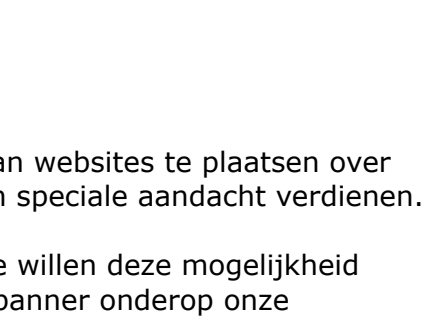 an websites te plaatsen over
n speciale aandacht verdienen.
e willen deze mogelijkheid
banner onderop onze